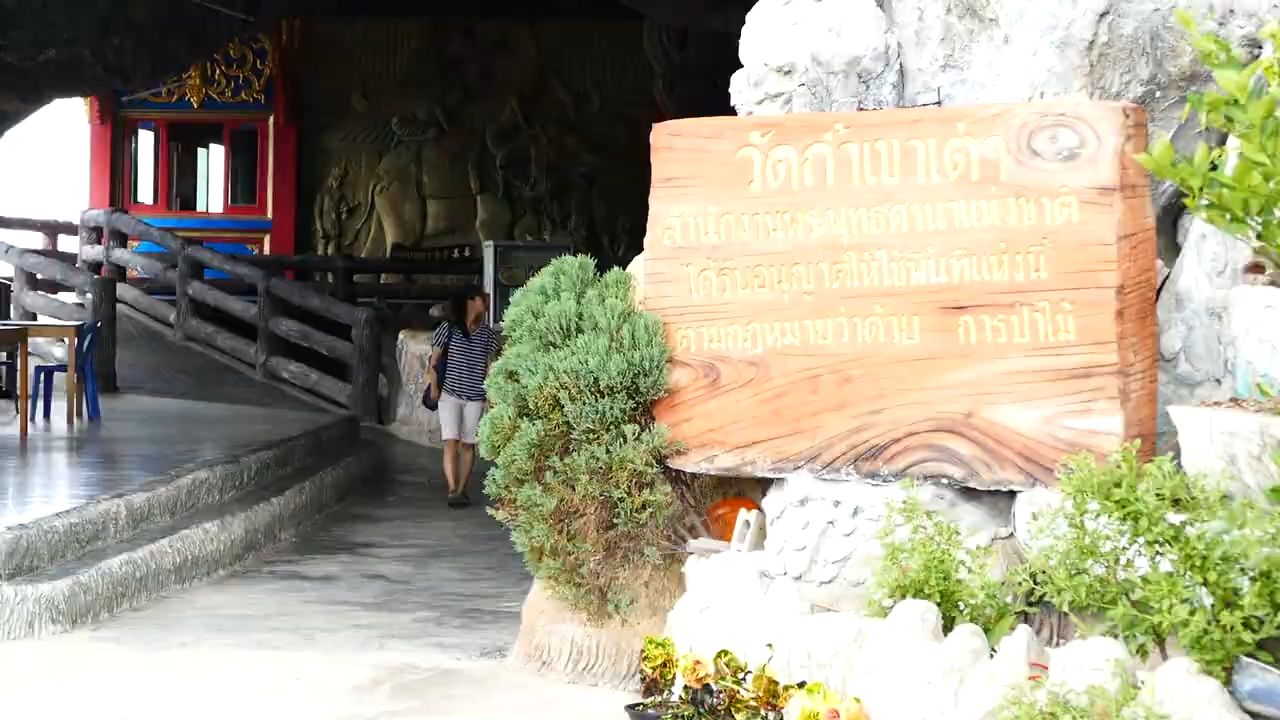 วัดถ้ำเขาเต่า
สำนักงานพระพุทธศานาแห่งชาติ
ได้รับอนุญาตให้ใช้พื้นที่แห่งนี้
ตามกฎหมายว่าด้วย การป่าไม้